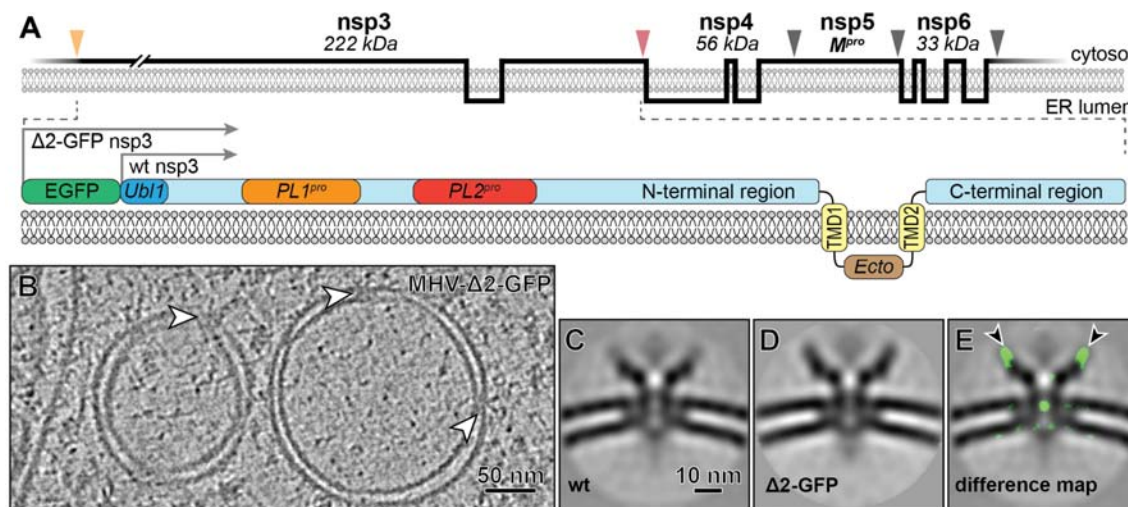 A
nsp3
222 kDa
nsp4
56 kDa
nsp5
Mpro
nsp6
33 kDa
cytoso
ER lumer
Δ2-GFP nsp3
wt nsp3
EGFP
Ubl1
PL1pro
PL2pro
N-terminal region
TMD1
TMD2
C-terminal region
Ecto
B
MHV-Δ2-GFP
50 nm
C
wt
10 nm
D
Δ2-GFP
E
difference map